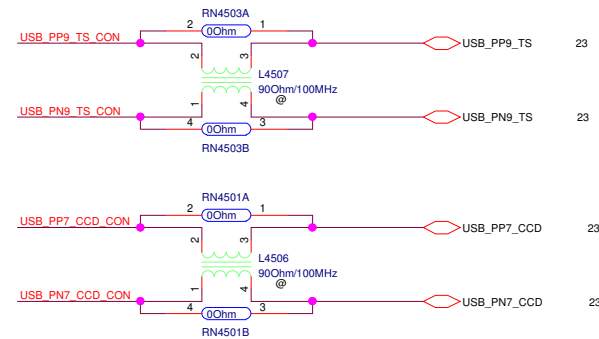 RN4503A
2 0Ohm 1
USB_PP9_TS_CON USB_PP9_TS 23
2 3
L4507
90Ohm/100MHz
@
1 4
USB_PN9_TS_CON USB_PN9_TS 23
4 0Ohm 3
RN4503B
RN4501A
2 0Ohm 1
USB_PP7_CCD_CON USB_PP7_CCD 23
2 3
L4506
90Ohm/100MHz
@
1 4
USB_PN7_CCD_CON USB_PN7_CCD 23
4 0Ohm 3
RN4501B